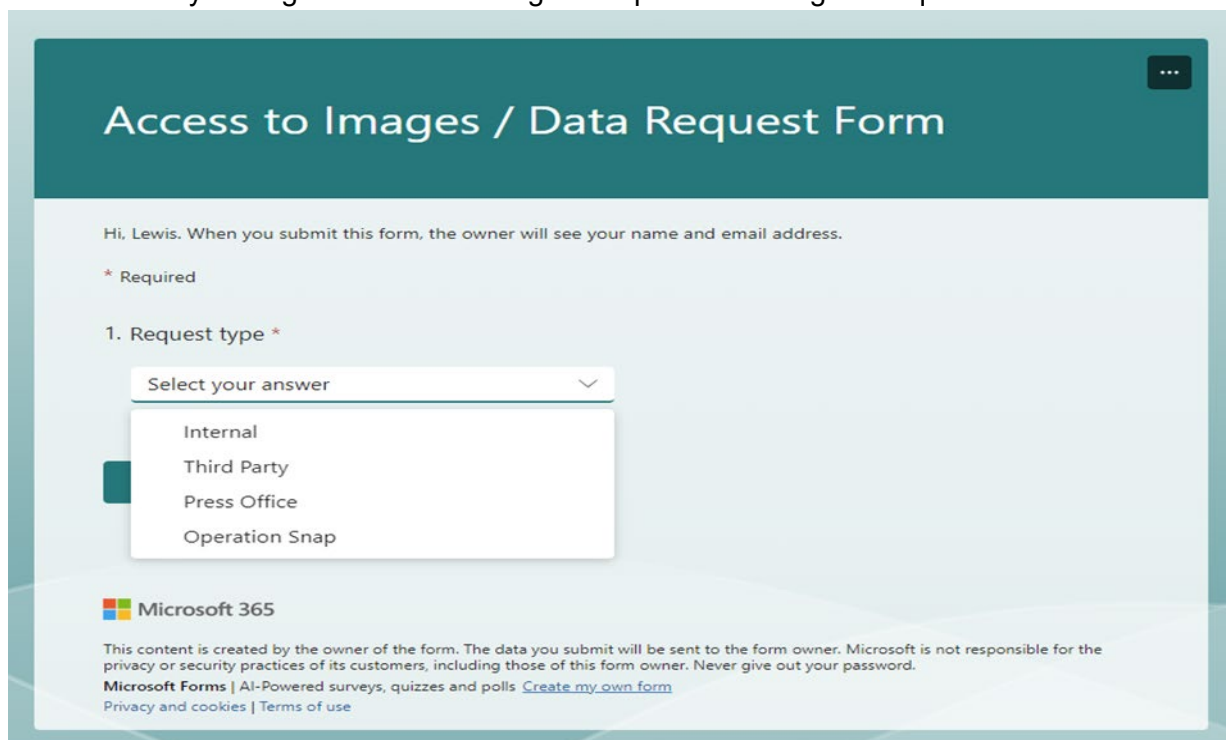 ...
Access to Images / Data Request Form
Hi, Lewis. When you submit this form, the owner will see your name and email address.
* Required
1. Request type *
Select your answer
Internal
Third Party
Press Office
Operation Snap
Microsoft 365
This content is created by the owner of the form. The data you submit will be sent to the form owner. Microsoft is not responsible for the
privacy or security practices of its customers, including those of this form owner. Never give out your password.
Microsoft Forms | AI-Powered surveys, quizzes and polls Create my own form
Privacy and cookies | Terms of use